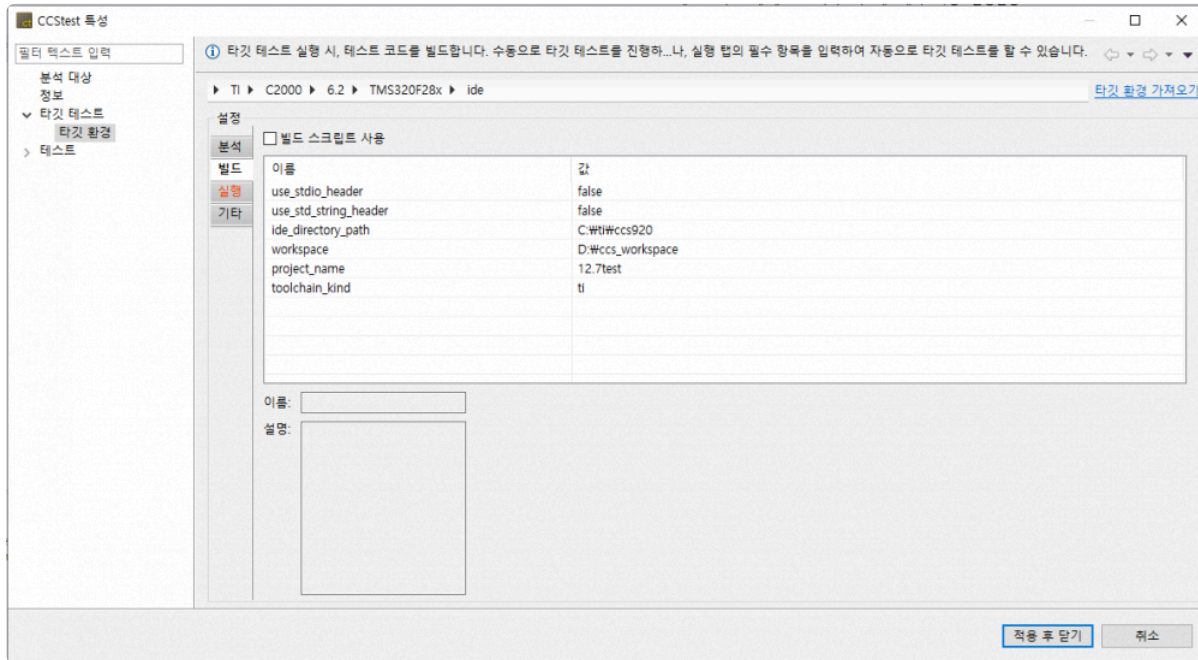 CCStest 특성
필터 텍스트 입력
분석 대상
정보
타깃 테스트
타깃 환경
테스트
타깃 테스트 실행 시, 테스트 코드를 빌드합니다. 수동으로 타깃 테스트를 진행하...나, 실행 탭의 필수 항목을 입력하여 자동으로 타깃 테스트를 할 수 있습니다.
TI C2000 6.2 TMS320F28x ide
타깃 환경 가져오기
설정
분석
빌드
실행
기타
빌드 스크립트 사용
이름 값
use_stdio_header false
use_std_string_header false
ide_directory_path C:₩ti₩ccs920
workspace D:₩ccs_workspace
project_name 12.7test
toolchain_kind ti
이름:
설명:
적용 후 닫기 취소